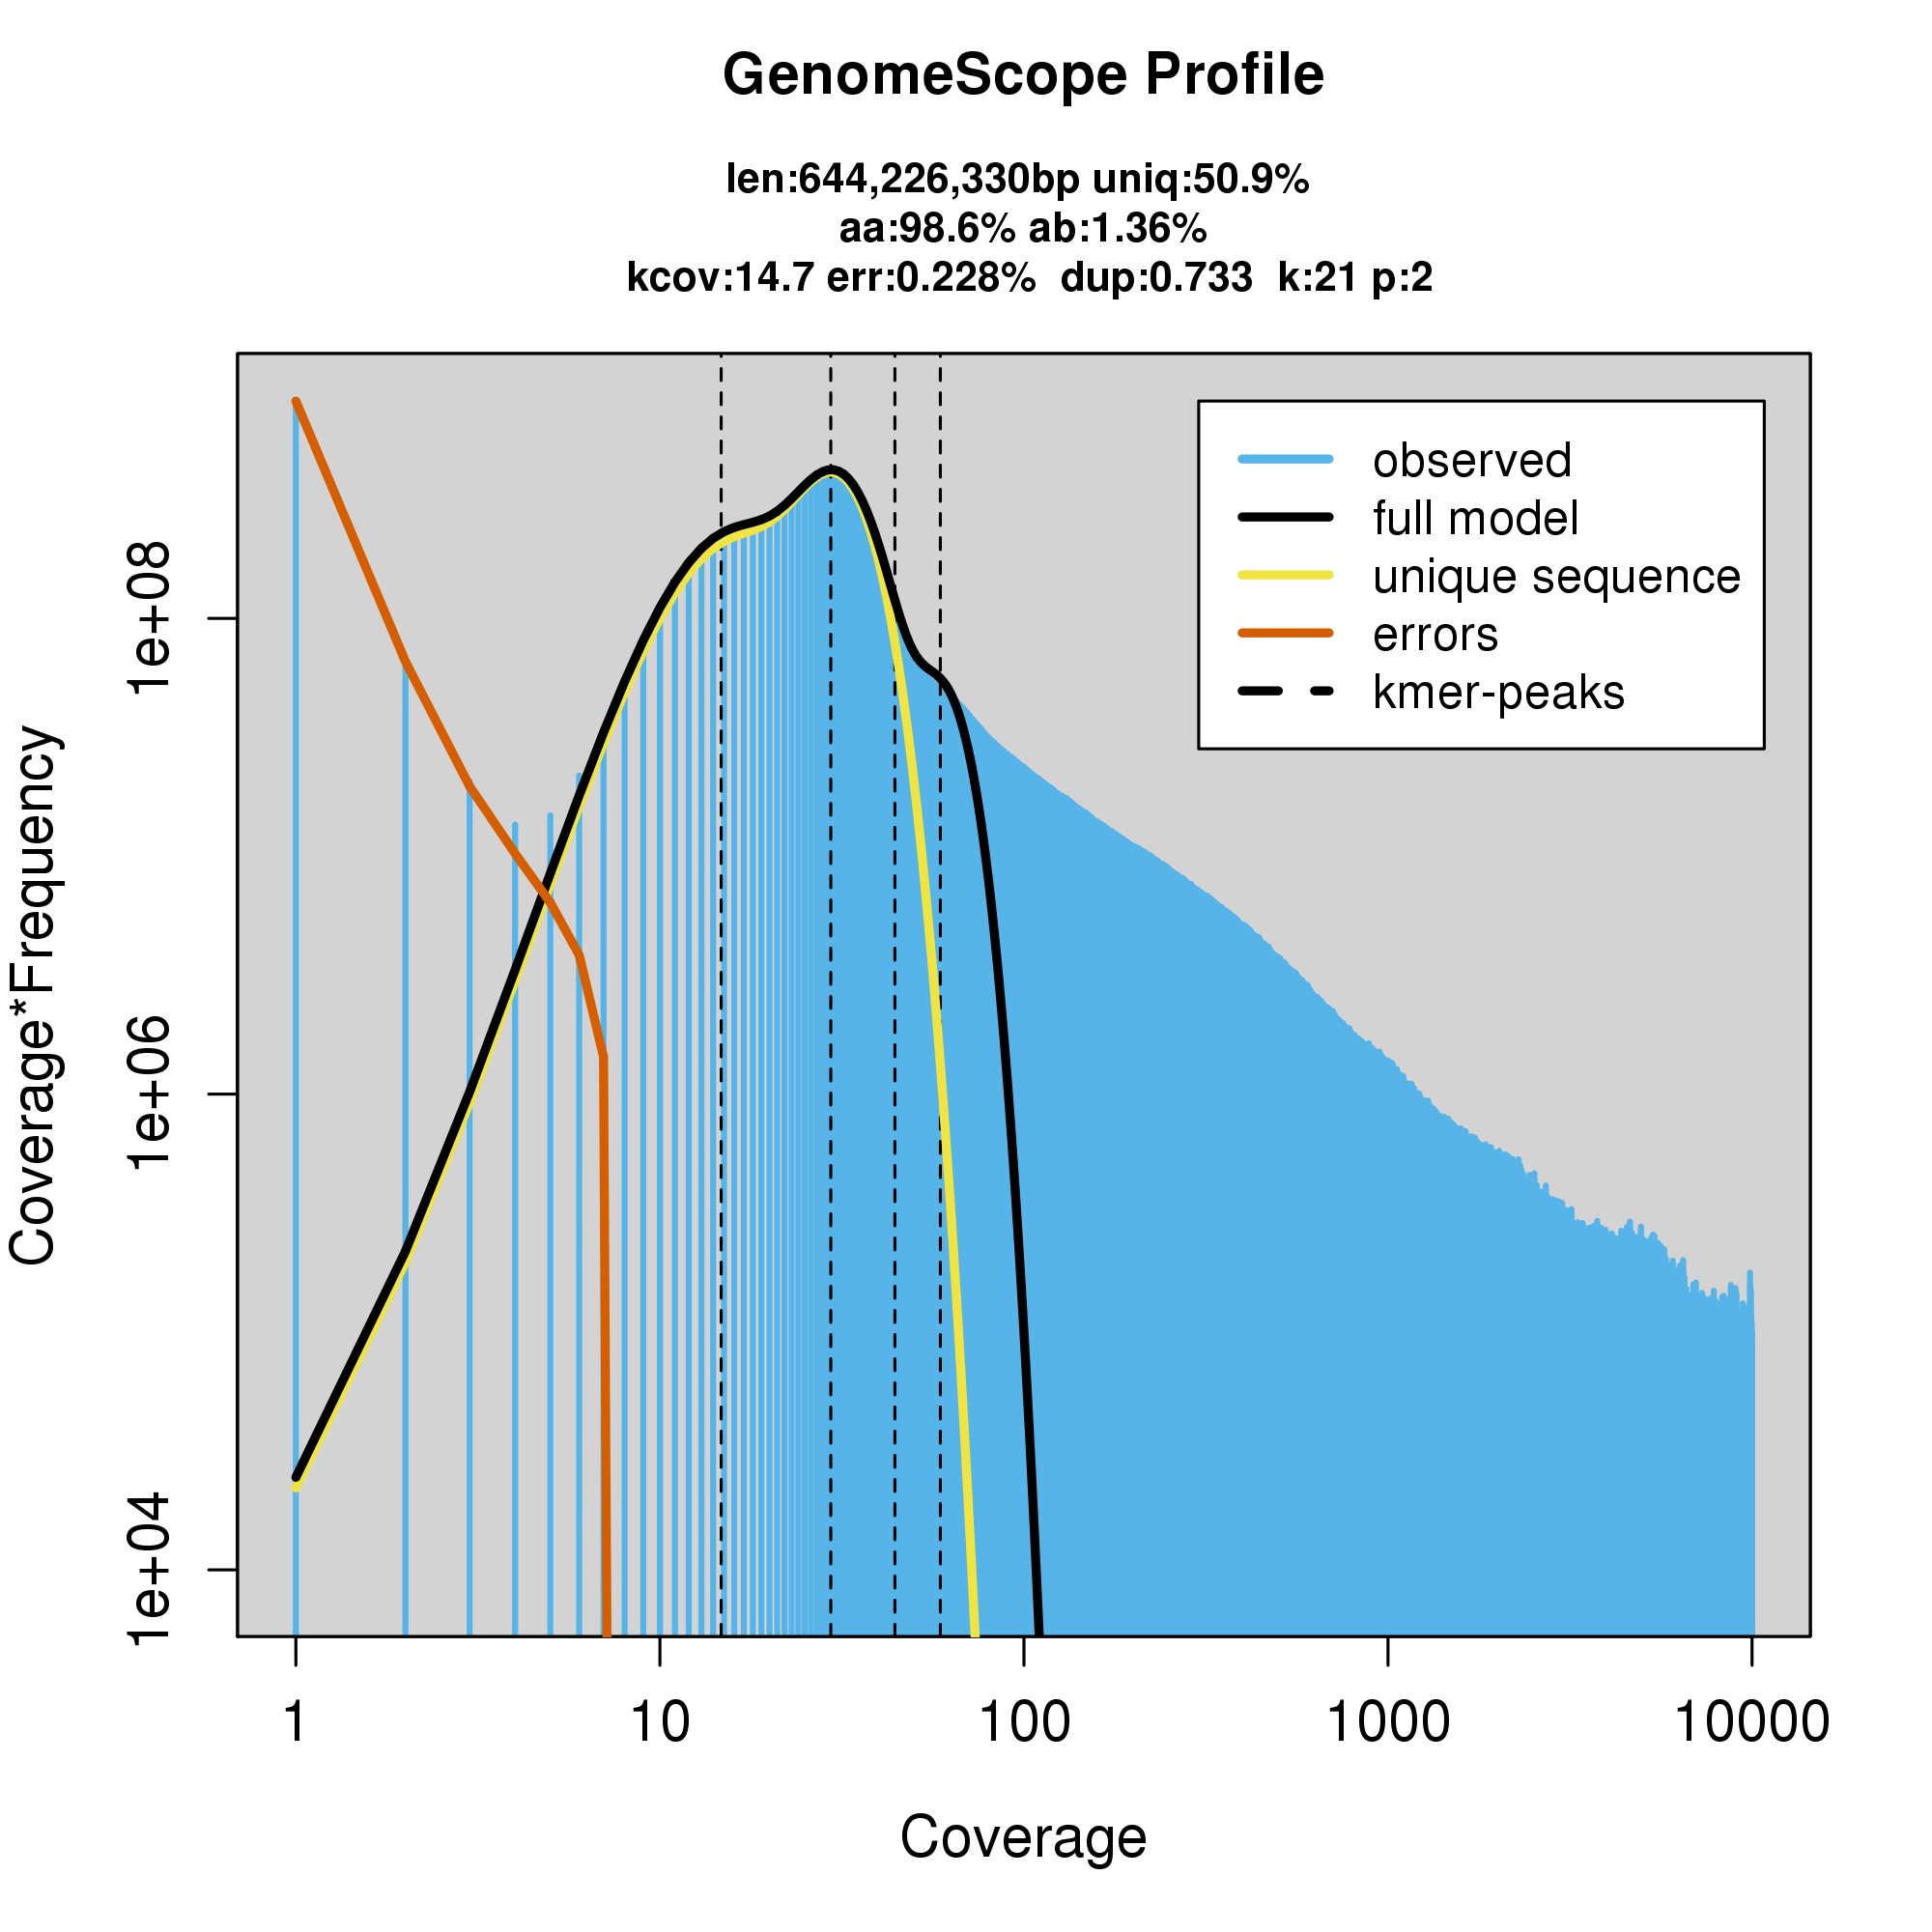 GenomeScope Profile
len:644,226,330bp uniq:50.9%
aa:98.6% ab:1.36%
kcov:14.7 err:0.228%  dup:0.733  k:21 p:2
observed
full model
unique sequence
errors
kmer-peaks
Coverage*Frequency
1e+08
1e+06
1e+04
1 10 100 1000 10000
Coverage